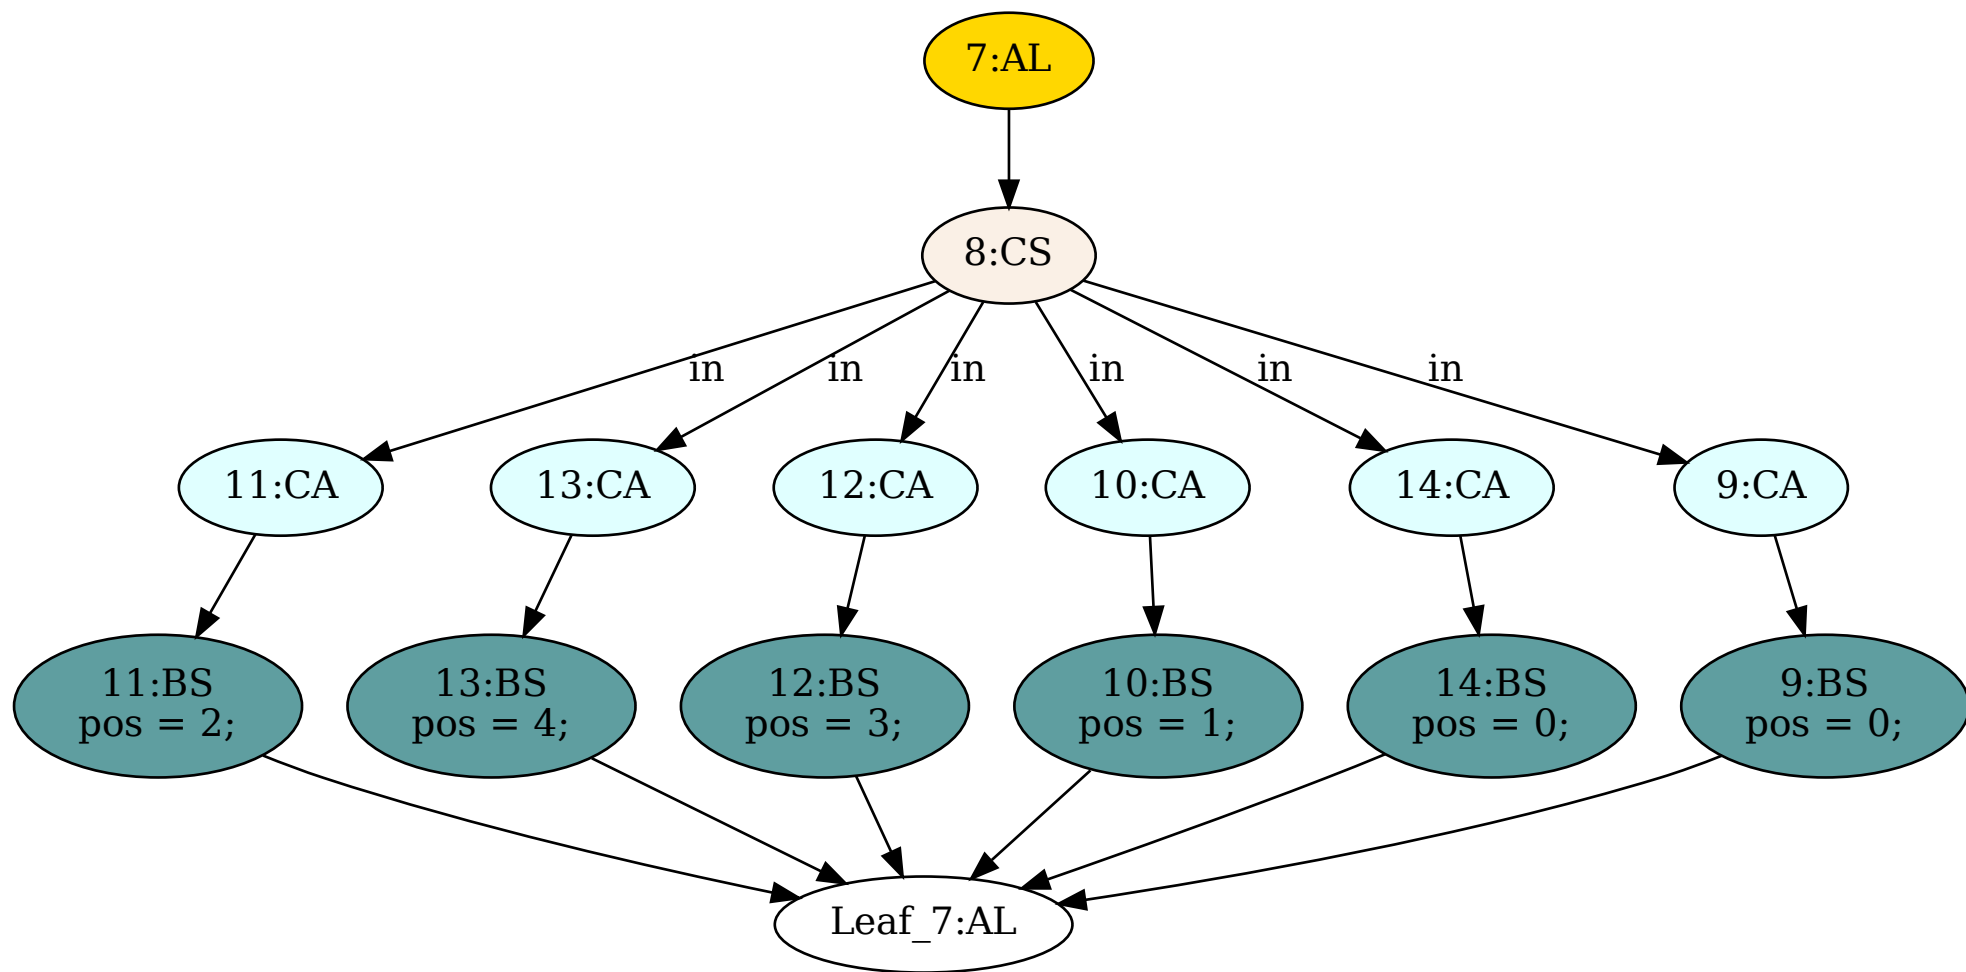 7:AL
8:CS
in in in in in in
11:CA 13:CA 12:CA 10:CA 14:CA 9:CA
11:BS
pos = 2;
13:BS
pos = 4;
12:BS
pos = 3;
10:BS
pos = 1;
14:BS
pos = 0;
9:BS
pos = 0;
Leaf_7:AL